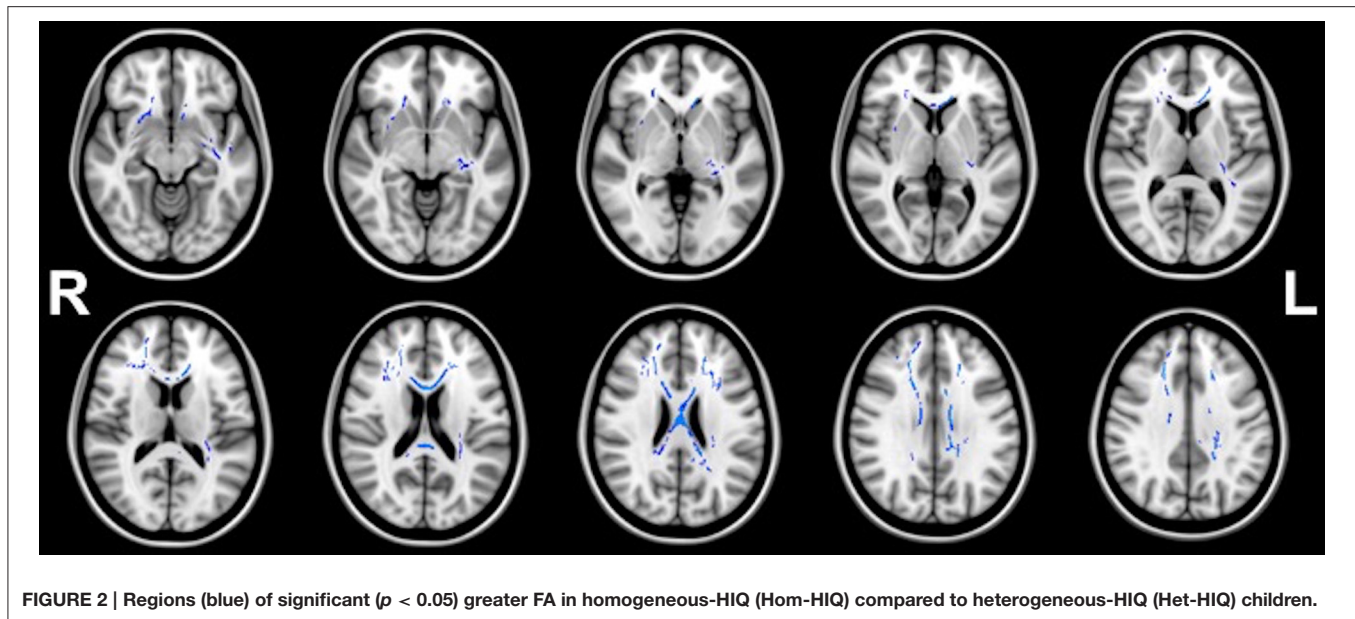 R
L
FIGURE 2 | Regions (blue) of significant (p < 0.05) greater FA in homogeneous-HIQ (Hom-HIQ) compared to heterogeneous-HIQ (Het-HIQ) children.